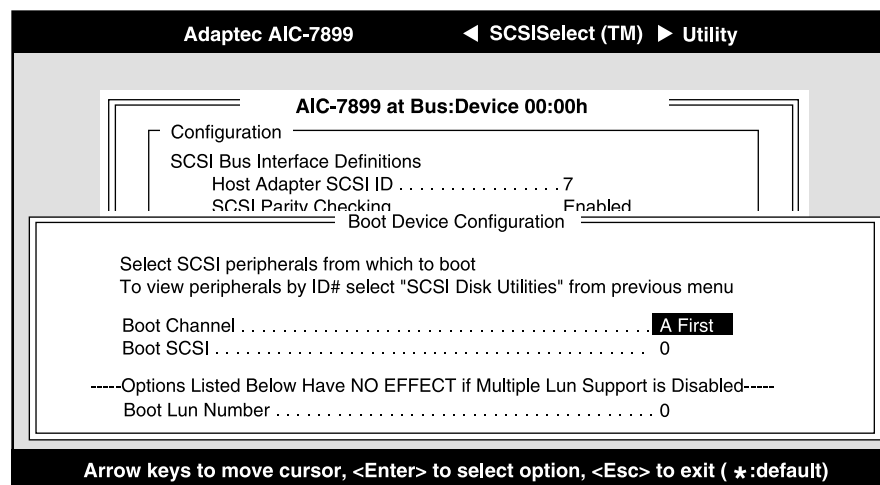 Adaptec AIC-7899 ◄ SCSISelect (TM) ► Utility
AIC-7899 at Bus:Device 00:00h
Configuration
SCSI Bus Interface Definitions
Host Adapter SCSI ID . . . . . . . . . . . . . . . . 7
SCSI Parity Checking Enabled
Boot Device Configuration
Select SCSI peripherals from which to boot
To view peripherals by ID# select "SCSI Disk Utilities" from previous menu
Boot Channel . . . . . . . . . . . . . . . . . . . . . . . . . . . . . . . . . . . . . . . . A First
Boot SCSI . . . . . . . . . . . . . . . . . . . . . . . . . . . . . . . . . . . . . . . . . . 0
-----Options Listed Below Have NO EFFECT if Multiple Lun Support is Disabled-----
Boot Lun Number . . . . . . . . . . . . . . . . . . . . . . . . . . . . . . . . . . . . . 0
Arrow keys to move cursor, <Enter> to select option, <Esc> to exit ( *:default)